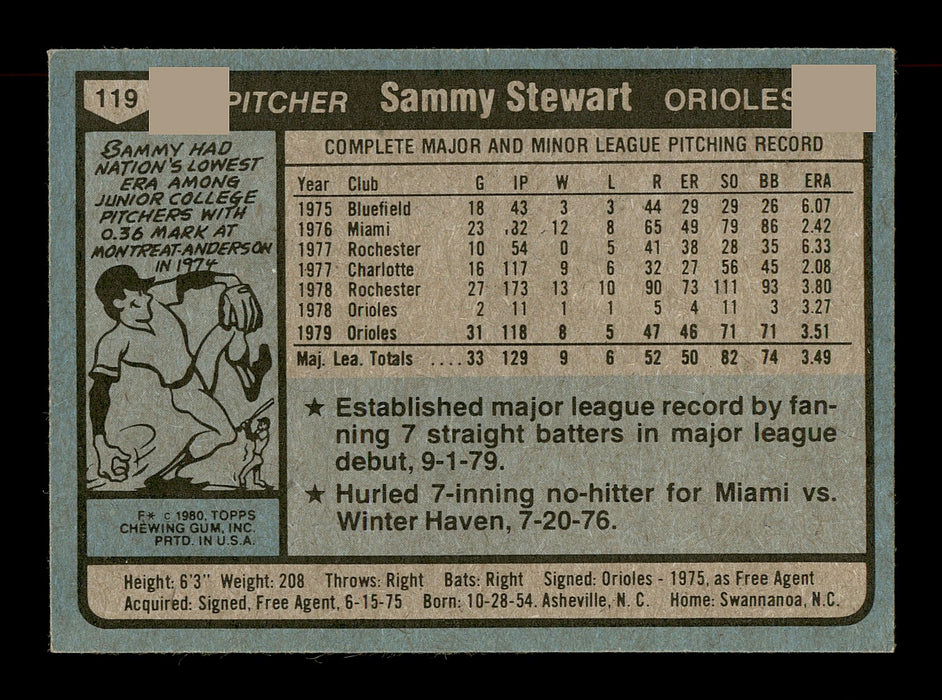 119 PITCHER Sammy Stewart ORIOLES
SAMMY HAD
NATION'S LOWEST
ERA AMONG
JUNIOR COLLEGE
PITCHERS WITH
0.36 MARK AT
MONTREAT-ANDERSON
IN 1974
F* © 1980, TOPPS
CHEWING GUM, INC.
PRTD. IN U.S.A.
COMPLETE MAJOR AND MINOR LEAGUE PITCHING RECORD
Year Club G IP W L R ER SO BB ERA
1975 Bluefield 18 43 3 3 44 29 29 26 6.07
1976 Miami 23 .32 12 8 65 49 79 86 2.42
1977 Rochester 10 54 0 5 41 38 28 35 6.33
1977 Charlotte 16 117 9 6 32 27 56 45 2.08
1978 Rochester 27 173 13 10 90 73 111 93 3.80
1978 Orioles 2 11 1 1 5 4 11 3 3.27
1979 Orioles 31 118 8 5 47 46 71 71 3.51
Maj. Lea. Totals .... 33 129 9 6 52 50 82 74 3.49
★ Established major league record by fan-
ning 7 straight batters in major league
debut, 9-1-79.
★ Hurled 7-inning no-hitter for Miami vs.
Winter Haven, 7-20-76.
Height: 6'3" Weight: 208 Throws: Right Bats: Right Signed: Orioles - 1975, as Free Agent
Acquired: Signed, Free Agent, 6-15-75 Born: 10-28-54. Asheville, N. C. Home: Swannanoa, N.C.